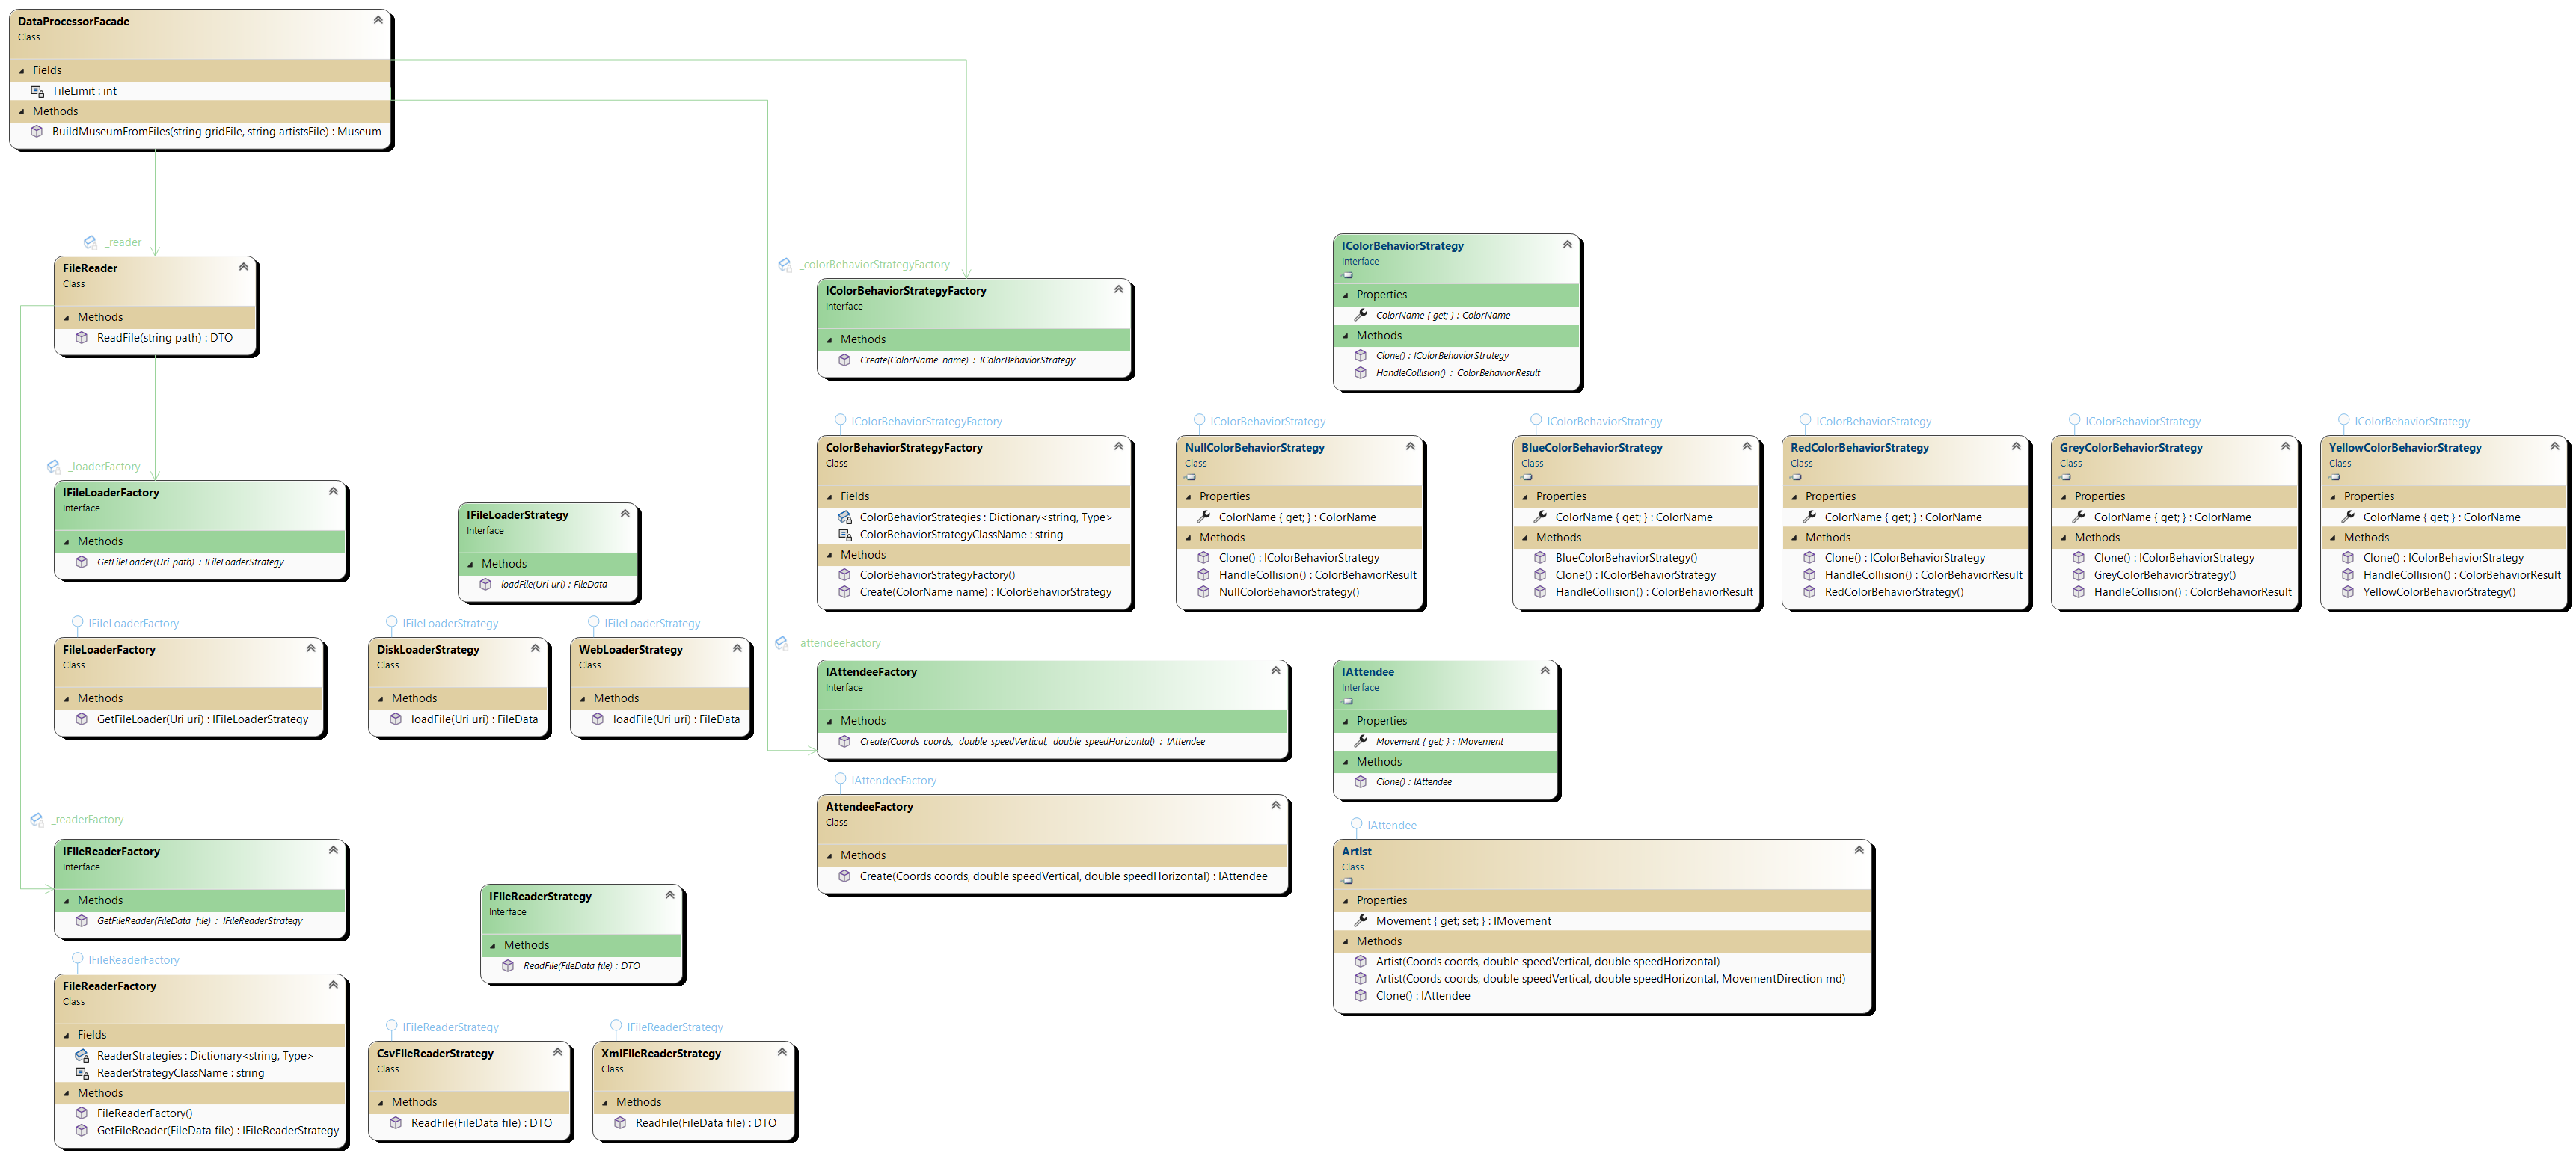 DataProcessorFacade
Class
Fields
TileLimit : int
Methods
BuildMuseumFromFiles(string gridFile, string artistsFile) : Museum
_reader
FileReader
Class
Methods
ReadFile(string path) : DTO
_loaderFactory
IFileLoaderFactory
Interface
Methods
GetFileLoader(Uri path) : IFileLoaderStrategy
IFileLoaderFactory
FileLoaderFactory
Class
Methods
GetFileLoader(Uri uri) : IFileLoaderStrategy
IFileLoaderStrategy
Interface
Methods
loadFile(Uri uri) : FileData
IFileLoaderStrategy
DiskLoaderStrategy
Class
Methods
loadFile(Uri uri) : FileData
IFileLoaderStrategy
WebLoaderStrategy
Class
Methods
loadFile(Uri uri) : FileData
_readerFactory
IFileReaderFactory
Interface
Methods
GetFileReader(FileData file) : IFileReaderStrategy
IFileReaderFactory
FileReaderFactory
Class
Fields
ReaderStrategies : Dictionary<string, Type>
ReaderStrategyClassName : string
Methods
FileReaderFactory()
GetFileReader(FileData file) : IFileReaderStrategy
IFileReaderStrategy
Interface
Methods
ReadFile(FileData file) : DTO
IFileReaderStrategy
CsvFileReaderStrategy
Class
Methods
ReadFile(FileData file) : DTO
IFileReaderStrategy
XmlFileReaderStrategy
Class
Methods
ReadFile(FileData file) : DTO
_colorBehaviorStrategyFactory
IColorBehaviorStrategyFactory
Interface
Methods
Create(ColorName name) : IColorBehaviorStrategy
IColorBehaviorStrategy
Interface
Properties
ColorName { get; } : ColorName
Methods
Clone() : IColorBehaviorStrategy
HandleCollision() : ColorBehaviorResult
IColorBehaviorStrategyFactory
ColorBehaviorStrategyFactory
Class
Fields
ColorBehaviorStrategies : Dictionary<string, Type>
ColorBehaviorStrategyClassName : string
Methods
ColorBehaviorStrategyFactory()
Create(ColorName name) : IColorBehaviorStrategy
IColorBehaviorStrategy
NullColorBehaviorStrategy
Class
Properties
ColorName { get; } : ColorName
Methods
Clone() : IColorBehaviorStrategy
HandleCollision() : ColorBehaviorResult
NullColorBehaviorStrategy()
IColorBehaviorStrategy
BlueColorBehaviorStrategy
Class
Properties
ColorName { get; } : ColorName
Methods
BlueColorBehaviorStrategy()
Clone() : IColorBehaviorStrategy
HandleCollision() : ColorBehaviorResult
IColorBehaviorStrategy
RedColorBehaviorStrategy
Class
Properties
ColorName { get; } : ColorName
Methods
Clone() : IColorBehaviorStrategy
HandleCollision() : ColorBehaviorResult
RedColorBehaviorStrategy()
IColorBehaviorStrategy
GreyColorBehaviorStrategy
Class
Properties
ColorName { get; } : ColorName
Methods
Clone() : IColorBehaviorStrategy
GreyColorBehaviorStrategy()
HandleCollision() : ColorBehaviorResult
IColorBehaviorStrategy
YellowColorBehaviorStrategy
Class
Properties
ColorName { get; } : ColorName
Methods
Clone() : IColorBehaviorStrategy
HandleCollision() : ColorBehaviorResult
YellowColorBehaviorStrategy()
_attendeeFactory
IAttendeeFactory
Interface
Methods
Create(Coords coords, double speedVertical, double speedHorizontal) : IAttendee
IAttendeeFactory
AttendeeFactory
Class
Methods
Create(Coords coords, double speedVertical, double speedHorizontal) : IAttendee
IAttendee
Interface
Properties
Movement { get; } : IMovement
Methods
Clone() : IAttendee
IAttendee
Artist
Class
Properties
Movement { get; set; } : IMovement
Methods
Artist(Coords coords, double speedVertical, double speedHorizontal)
Artist(Coords coords, double speedVertical, double speedHorizontal, MovementDirection md)
Clone() : IAttendee